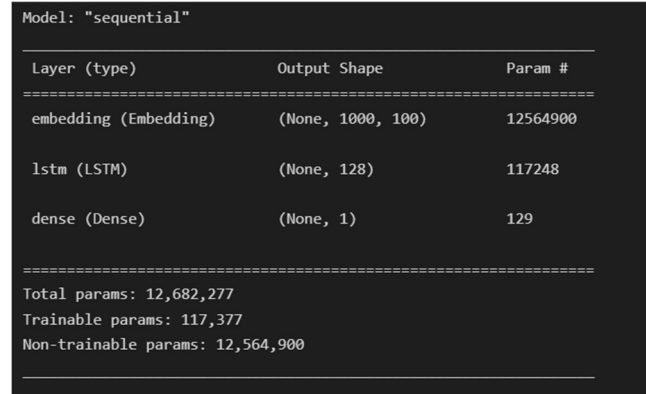 Model: "sequential"
Layer (type) Output Shape Param #
embedding (Embedding) (None, 1000, 100) 12564900
lstm (LSTM) (None, 128) 117248
dense (Dense) (None, 1) 129
Total params: 12,682,277
Trainable params: 117,377
Non-trainable params: 12,564,900